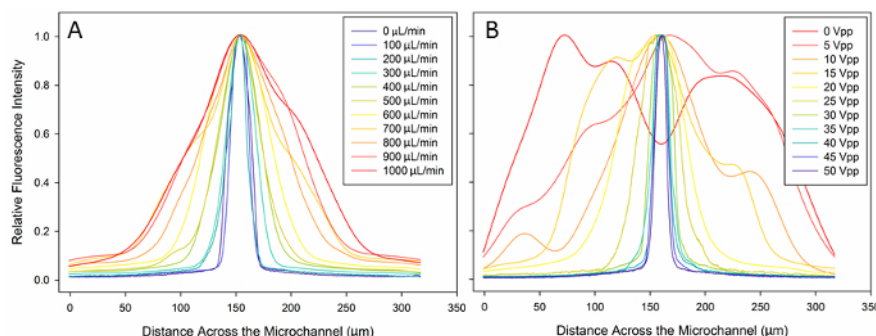 A
B
Relative Fluorescence Intensity
1.0
0.8
0.6
0.4
0.2
0.0
0 μL/min
100 μL/min
200 μL/min
300 μL/min
400 μL/min
500 μL/min
600 μL/min
700 μL/min
800 μL/min
900 μL/min
1000 μL/min
0 Vpp
5 Vpp
10 Vpp
15 Vpp
20 Vpp
25 Vpp
30 Vpp
35 Vpp
40 Vpp
45 Vpp
50 Vpp
0 50 100 150 200 250 300 350
0 50 100 150 200 250 300 350
Distance Across the Microchannel (μm)
Distance Across the Microchannel (μm)